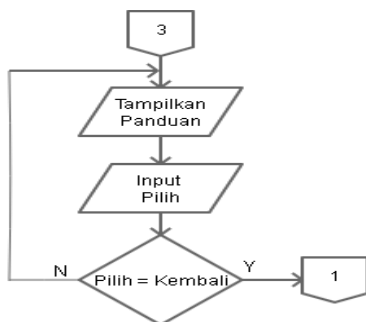 3
Tampilkan
Panduan
Input
Pilih
N
Pilih = Kembali
Y
1